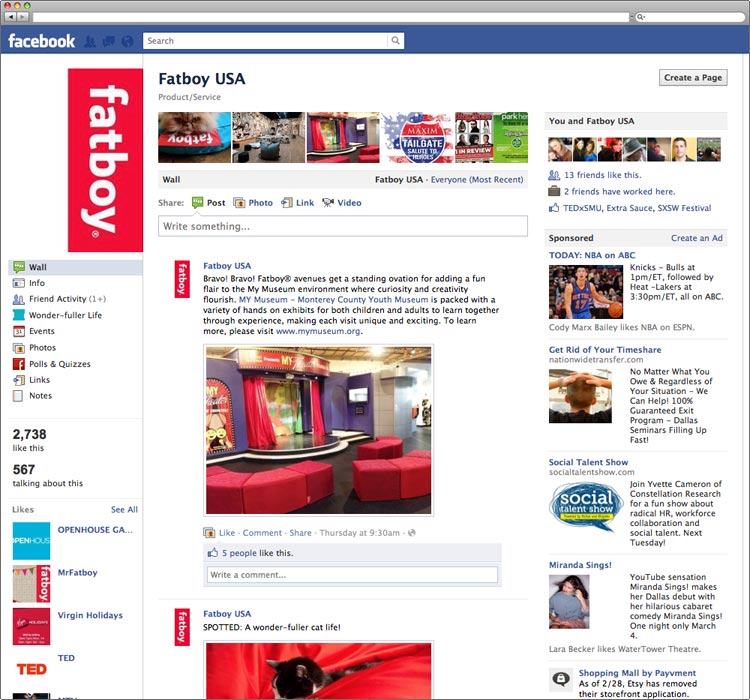 facebook
Search
fatboy®
Fatboy USA
Product/Service
Create a Page
fatboy
MAXIM
TAILGATE
SALUTE TO
HEROES
IN REVIEW
park
Wall
Fatboy USA · Everyone (Most Recent)
Share: Post Photo Link Video
Write something...
Wall
Info
Friend Activity (1+)
Wonder-fuller Life
Events
Photos
Polls & Quizzes
Links
Notes
2,738
like this
567
talking about this
Likes See All
OPENHOUS
OPENHOUSE GA...
MrFatboy
Virgin Holidays
TED
TED
fatboy
Fatboy USA
Bravo! Bravo! Fatboy® avenues get a standing ovation for adding a fun
flair to the My Museum environment where curiosity and creativity
flourish. MY Museum - Monterey County Youth Museum is packed with a
variety of hands on exhibits for both children and adults to learn together
through experience, making each visit unique and exciting. To learn
more, please visit www.mymuseum.org.
Like · Comment · Share · Thursday at 9:30am ·
5 people like this.
Write a comment...
fatboy
Fatboy USA
SPOTTED: A wonder-fuller cat life!
You and Fatboy USA
13 friends like this.
2 friends have worked here.
TEDxSMU, Extra Sauce, SXSW Festival
Sponsored Create an Ad
TODAY: NBA on ABC
Knicks - Bulls at
1pm/ET, followed by
Heat -Lakers at
3:30pm/ET, all on ABC.
Cody Marx Bailey likes NBA on ESPN.
Get Rid of Your Timeshare
nationwidetransfer.com
No Matter What You
Owe & Regardless of
Your Situation - We
Can Help! 100%
Guaranteed Exit
Program - Dallas
Seminars Filling Up
Fast!
Social Talent Show
socialtalentshow.com
social
talent
show
Join Yvette Cameron of
Constellation Research
for a fun show about
radical HR, workforce
collaboration and
social talent. Next
Tuesday!
Miranda Sings!
YouTube sensation
Miranda Sings! makes
her Dallas debut with
her hilarious cabaret
comedy Miranda Sings!
One night only March
4.
Lara Becker likes WaterTower Theatre.
Shopping Mall by Payvment
As of 2/28, Etsy has removed
their storefront application.